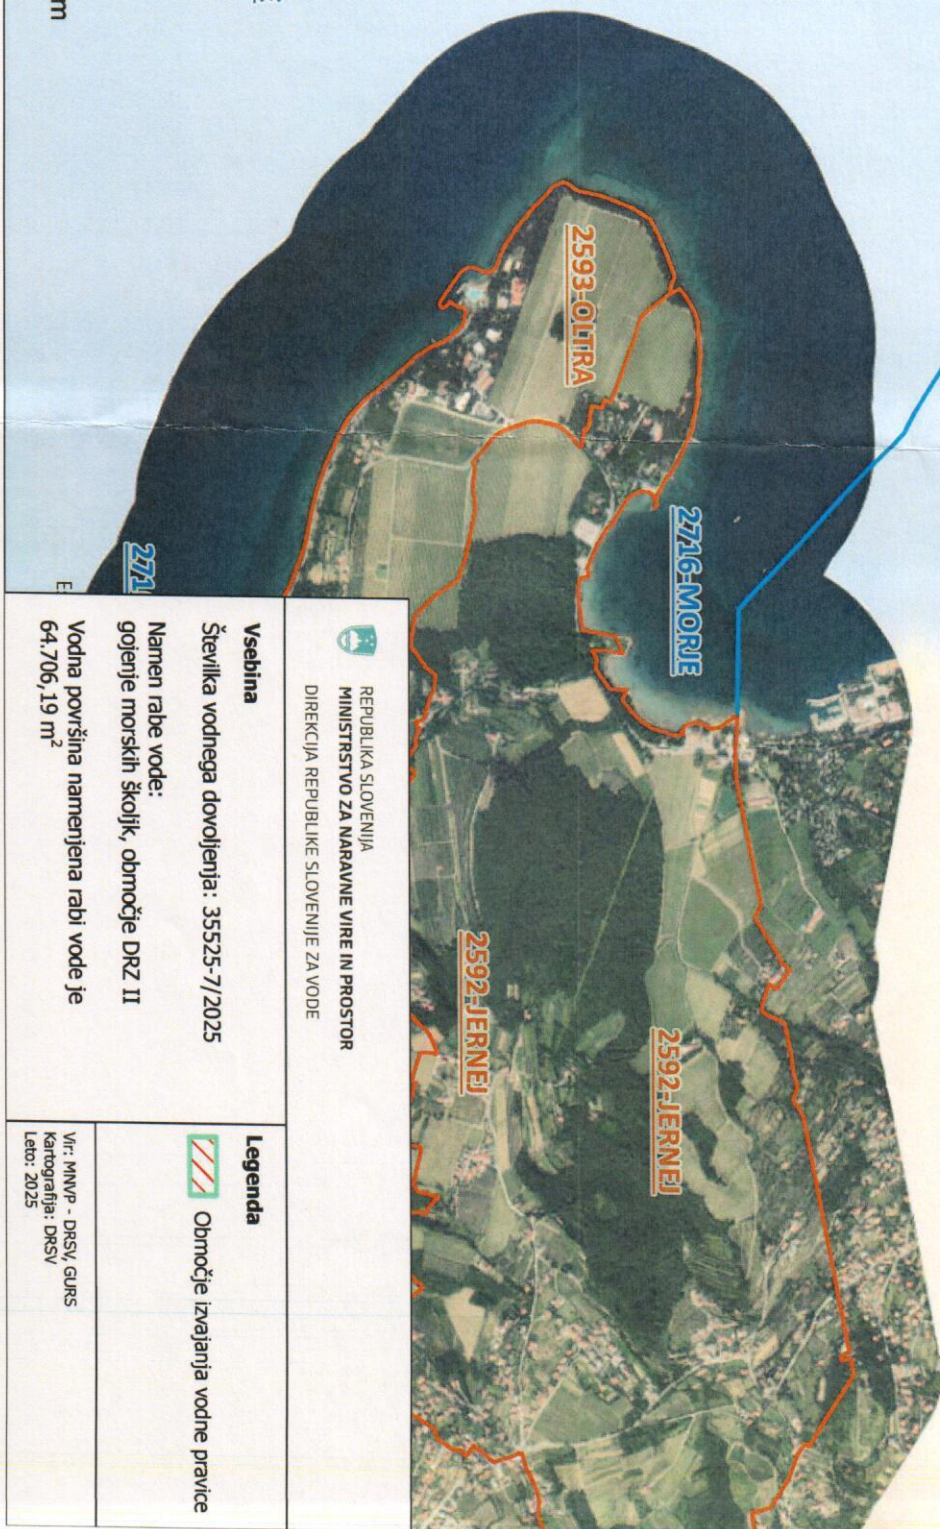 2593-OLTRA
2716-MORJE
2592-JERNEJ
2592-JERNEJ
271
m
REPUBLIKA SLOVENIJA
MINISTRSTVO ZA NARAVNE VIRE IN PROSTOR
DIREKCIJA REPUBLIKE SLOVENIJE ZA VODE
Vsebina
Številka vodnega dovoljenja: 35525-7/2025
Namen rabe vode:
gojenje morskih školjk, območje DRZ II
Vodna površina namenjena rabi vode je
64.706,19 m²
Legenda
Območje izvajanja vodne pravice
Vir: MNVP - DRSV, GURS
Kartografija: DRSV
Leto: 2025